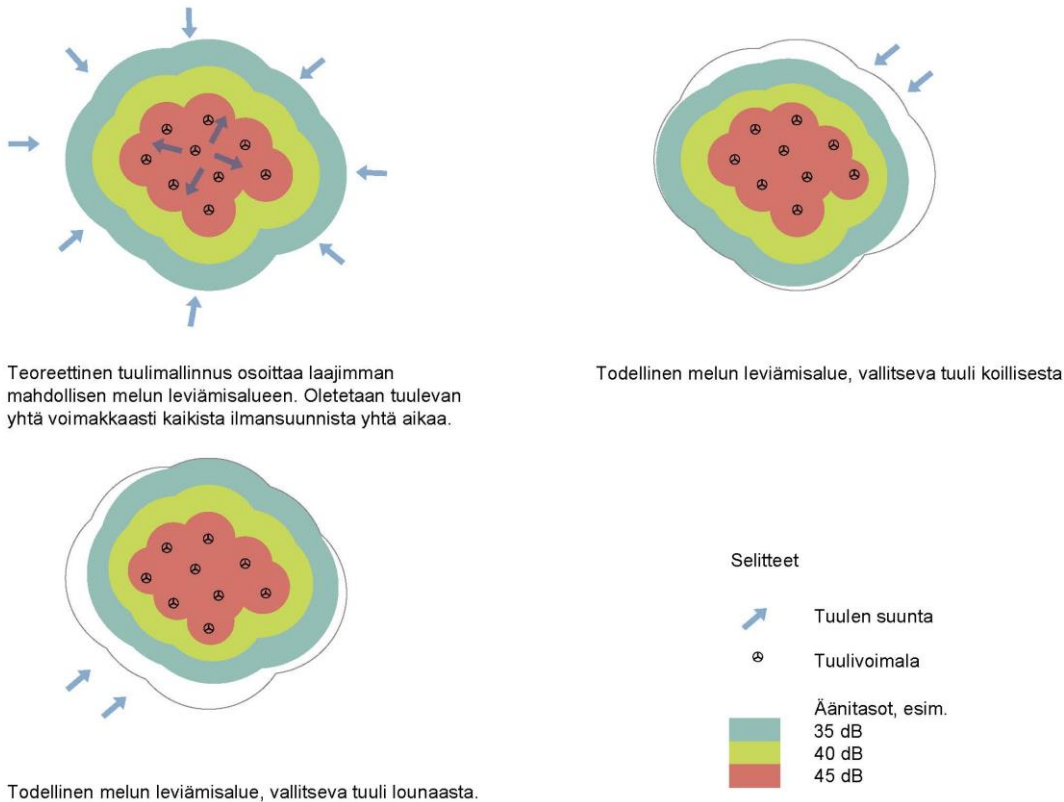 Teoreettinen tuulimallinnus osoittaa laajimman
mahdollisen melun leviämisalueen. Oletetaan tuulevan
yhtä voimakkaasti kaikista ilmansuunnista yhtä aikaa.
Todellinen melun leviämisalue, vallitseva tuuli koillisesta
Todellinen melun leviämisalue, vallitseva tuuli lounaasta.
Selitteet
Tuulen suunta
Tuulivoimala
Äänitasot, esim.
35 dB
40 dB
45 dB